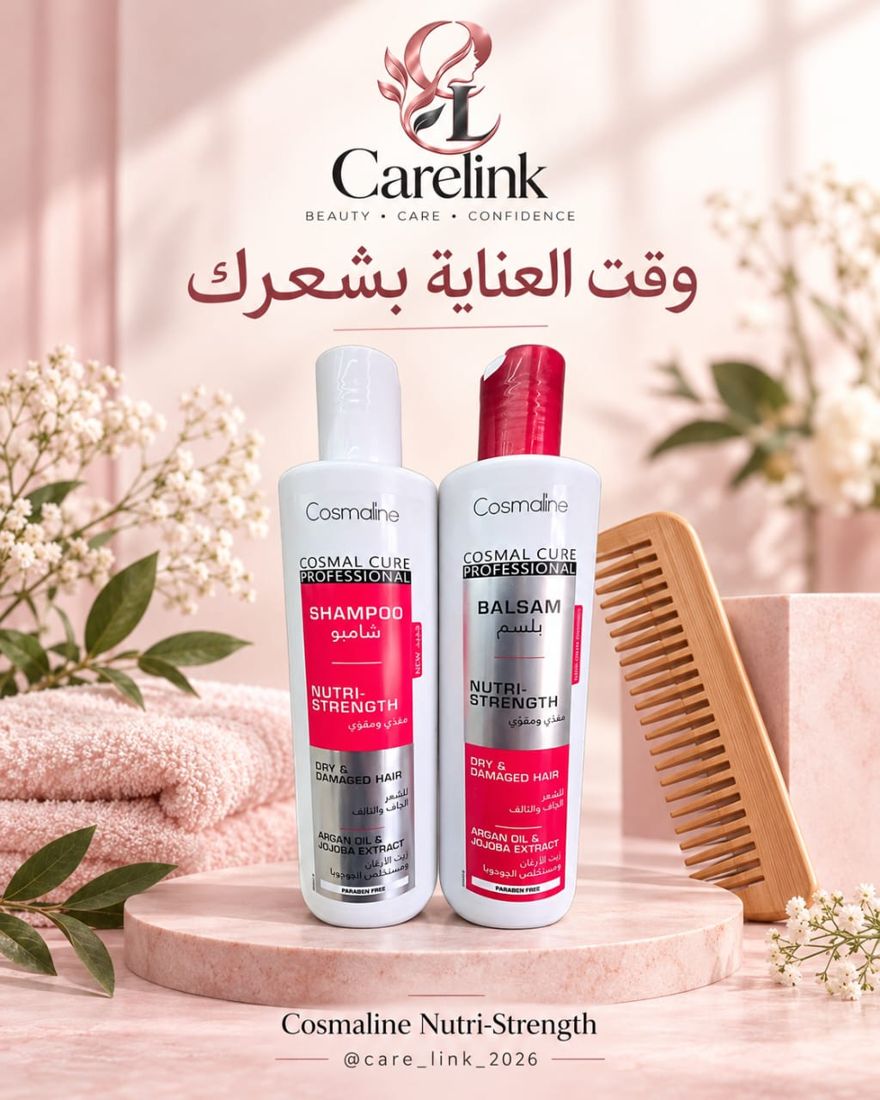 Carelink
BEAUTY • CARE • CONFIDENCE
وقت العناية بشعرك
Cosmaline
COSMAL CURE
PROFESSIONAL
SHAMPOO
شامبو
NEW جديد
NUTRI-
STRENGTH
مغذي ومقوّي
DRY &
DAMAGED HAIR
للشعر
الجاف والتالف
ARGAN OIL &
JOJOBA EXTRACT
زيت الأرغان
ومستخلص الجوجوبا
PARABEN FREE
Cosmaline
COSMAL CURE
PROFESSIONAL
BALSAM
بلسم
NUTRI-
STRENGTH
مغذي ومقوّي
DRY &
DAMAGED HAIR
للشعر
الجاف والتالف
ARGAN OIL &
JOJOBA EXTRACT
زيت الأرغان
ومستخلص الجوجوبا
PARABEN FREE
Cosmaline Nutri-Strength
@care_link_2026